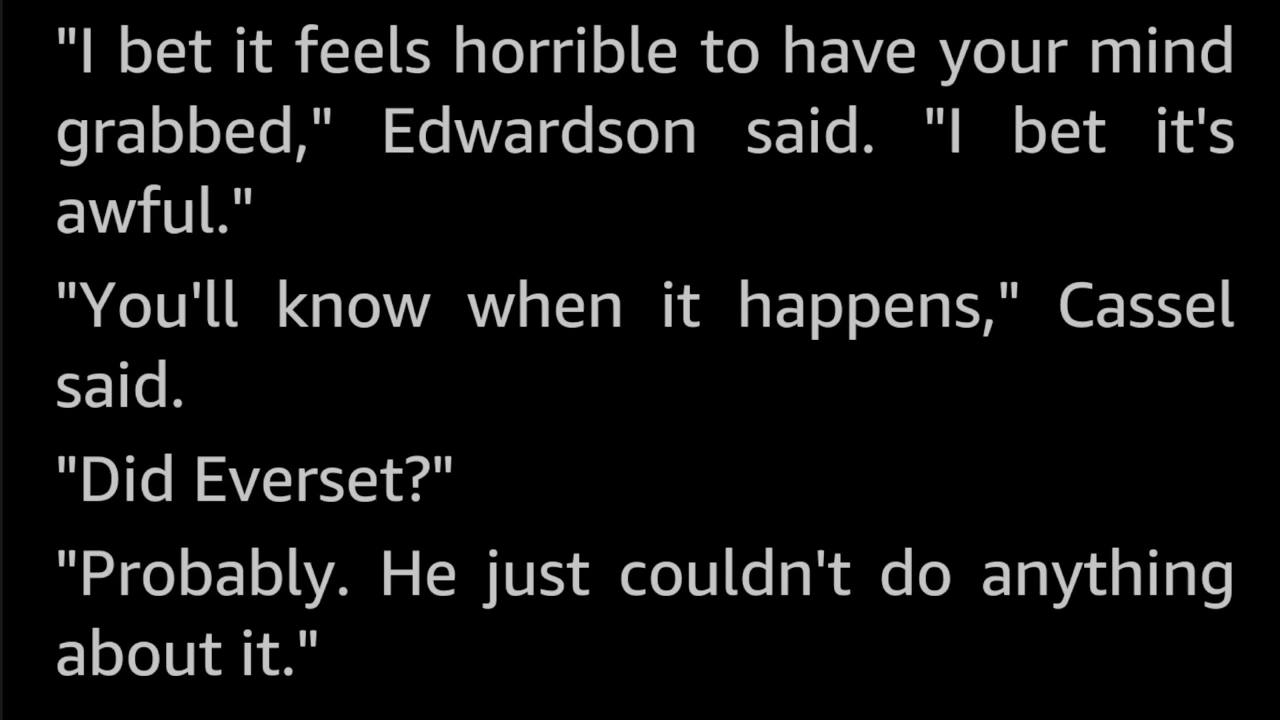 "I bet it feels horrible to have your mind
grabbed," Edwardson said. "I bet it's
awful."
"You'll know when it happens," Cassel
said.
"Did Everset?"
"Probably. He just couldn't do anything
about it."